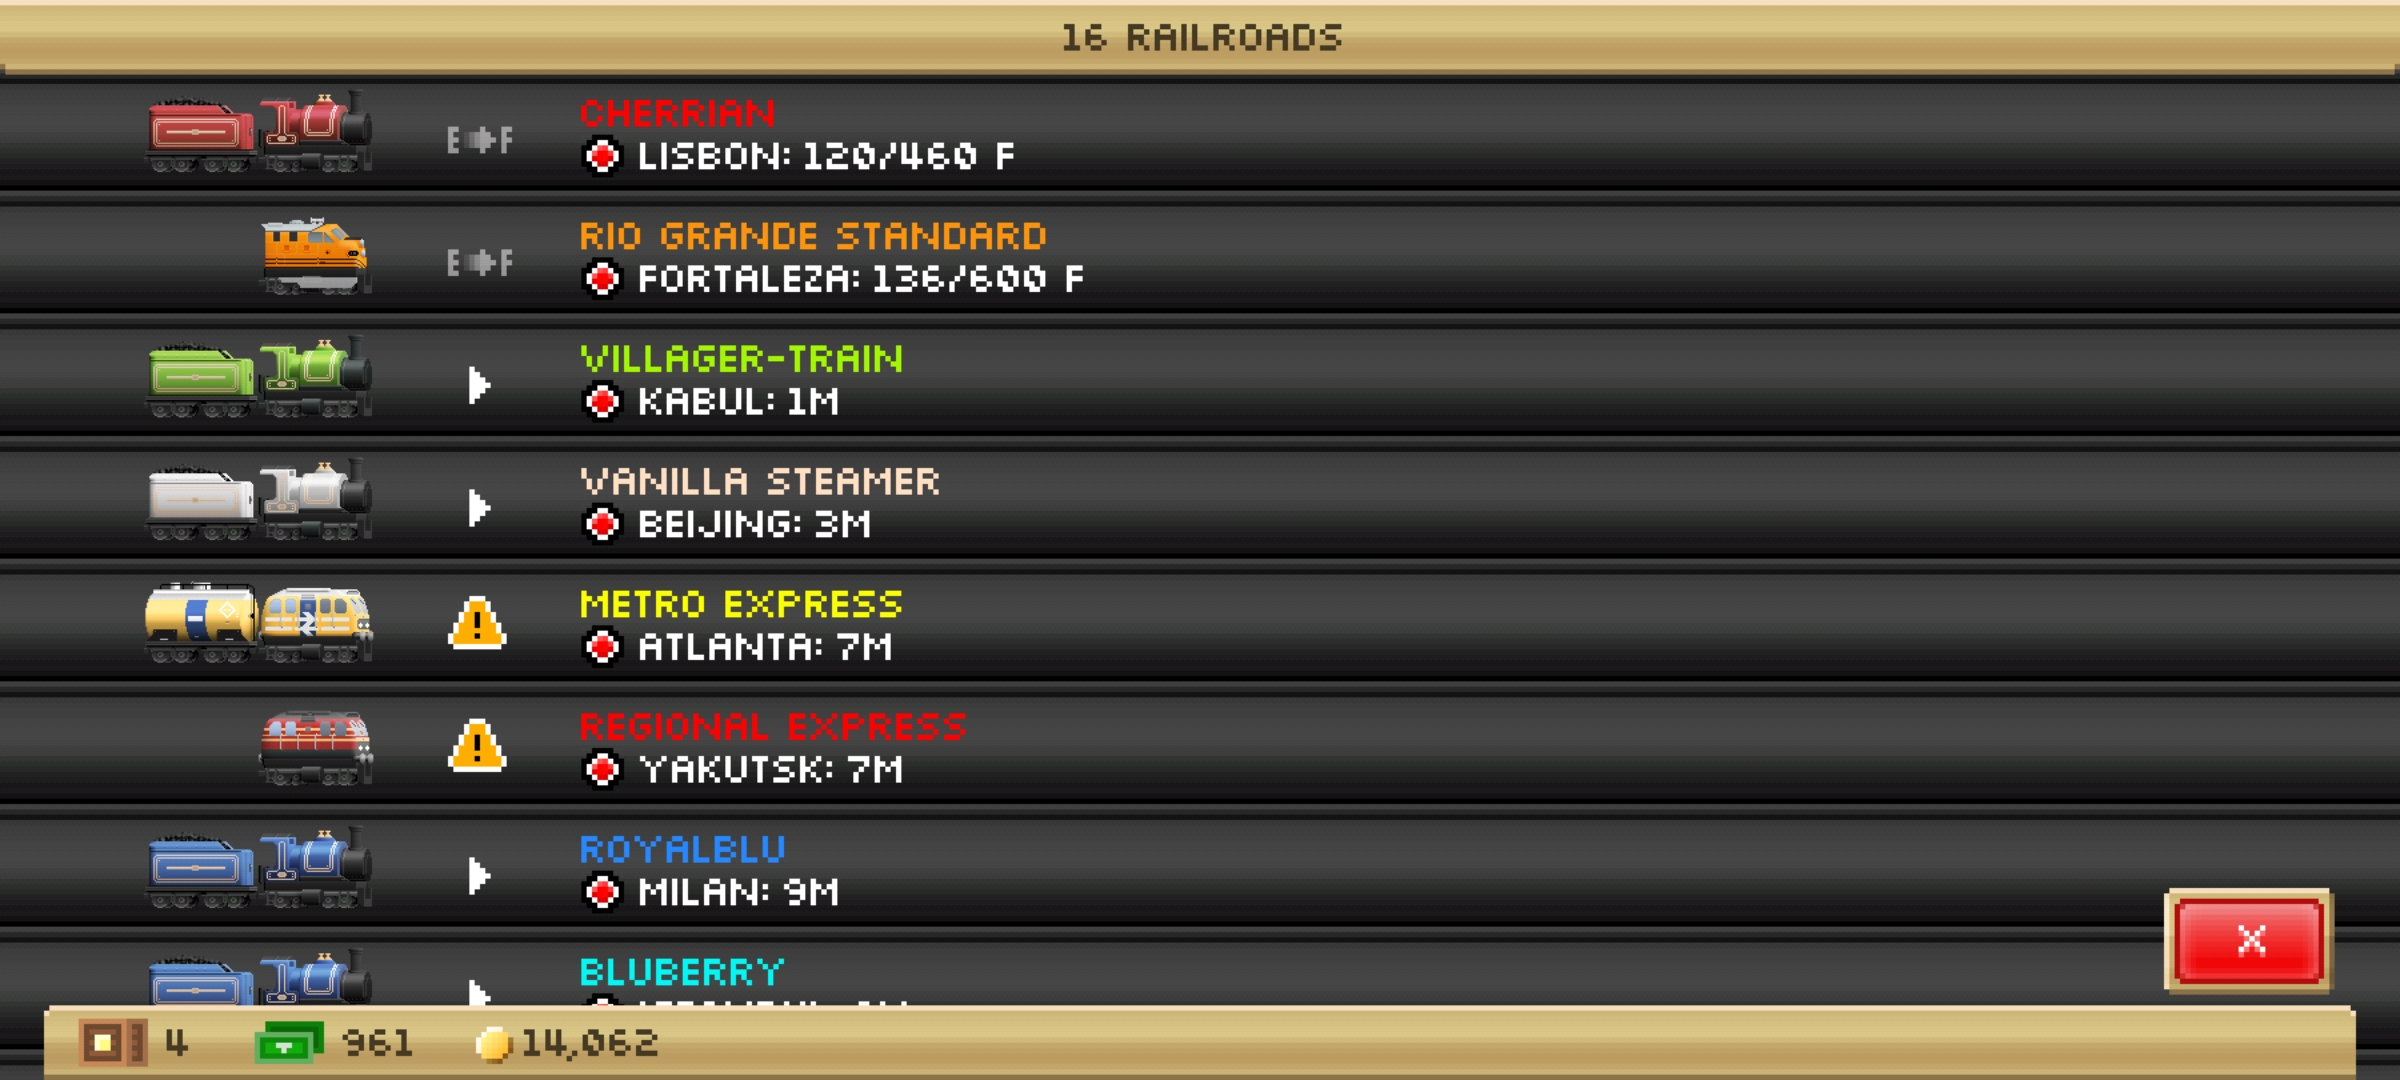 16 RAILROADS
E F
CHERRIAN
LISBON: 120/460 F
E F
RIO GRANDE STANDARD
FORTALEZA: 136/600 F
VILLAGER-TRAIN
KABUL: 1M
VANILLA STEAMER
BEIJING: 3M
METRO EXPRESS
ATLANTA: 7M
REGIONAL EXPRESS
YAKUTSK: 7M
ROYALBLU
MILAN: 9M
BLUBERRY
X
4 961 14,062